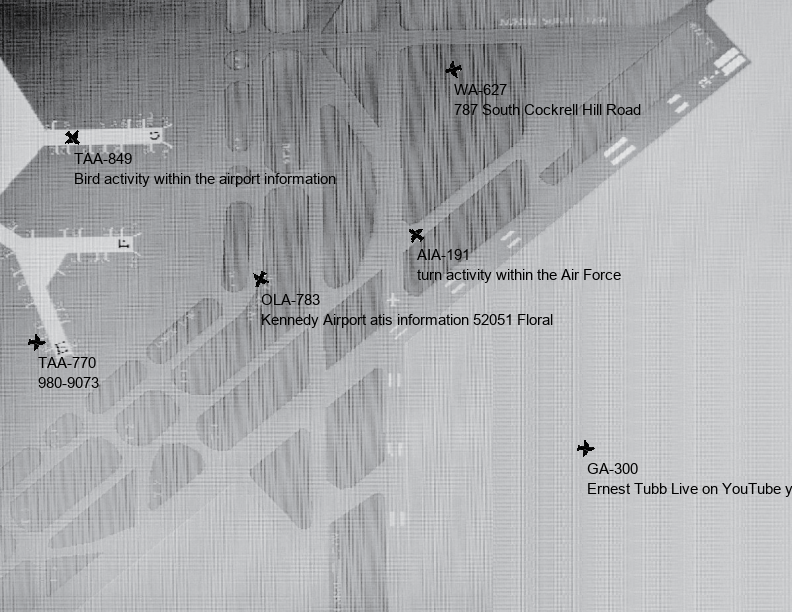 WA-627
787 South Cockrell Hill Road
TAA-849
Bird activity within the airport information
AIA-191
turn activity within the Air Force
OLA-783
Kennedy Airport atis information 52051 Floral
TAA-770
980-9073
GA-300
Ernest Tubb Live on YouTube y